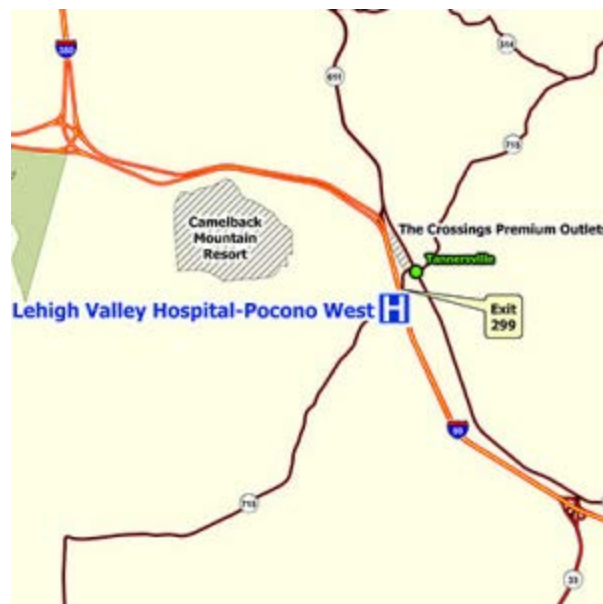 380
611
314
715
Camelback
Mountain
Resort
The Crossings Premium Outlets
Tannersville
Lehigh Valley Hospital-Pocono West H
Exit
299
80
715
33